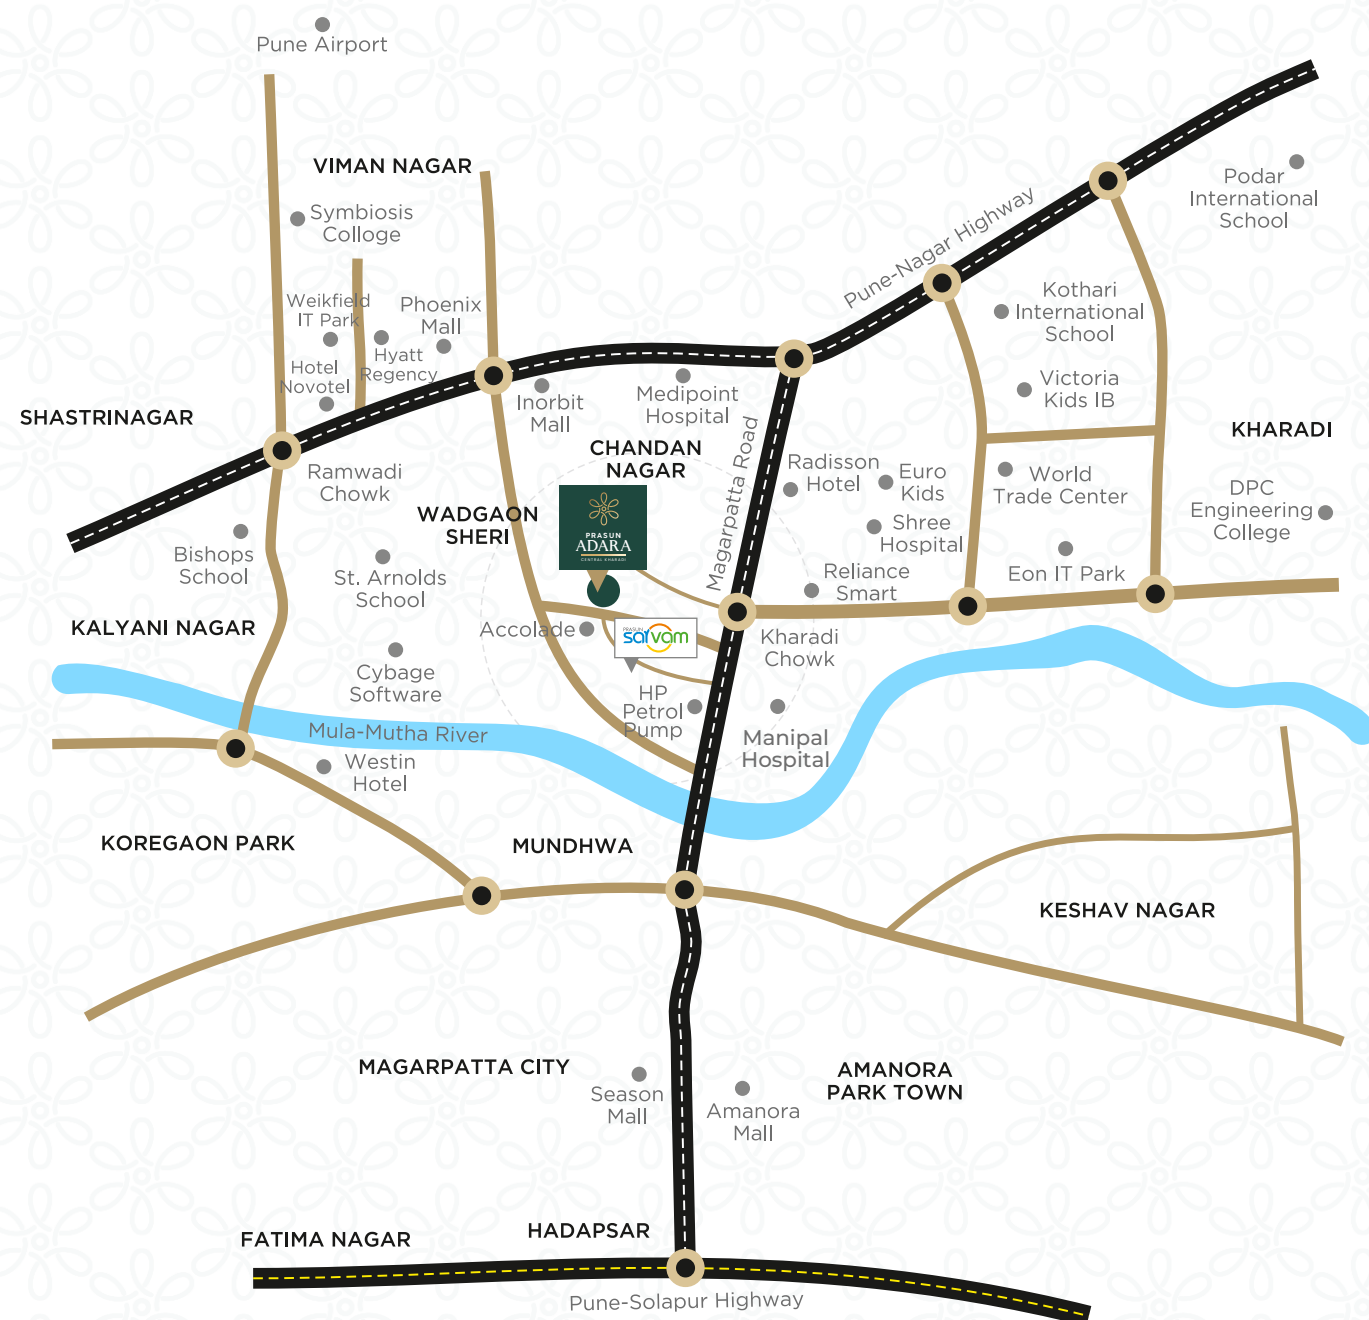 Pune Airport
VIMAN NAGAR
Symbiosis
Colloge
Weikfield
IT Park
Phoenix
Mall
Hyatt
Regency
Hotel
Novotel
SHASTRINAGAR
Ramwadi
Chowk
Inorbit
Mall
Medipoint
Hospital
Pune-Nagar Highway
Podar
International
School
Kothari
International
School
Victoria
Kids IB
KHARADI
CHANDAN
NAGAR
Magarpatta Road
Radisson
Hotel
Euro
Kids
Shree
Hospital
World
Trade Center
DPC
Engineering
College
Eon IT Park
Reliance
Smart
WADGAON
SHERI
PRASUN
ADARA
CENTRAL KHARADI
Bishops
School
St. Arnolds
School
KALYANI NAGAR
Accolade
PRASUN
satvam
Kharadi
Chowk
Cybage
Software
HP
Petrol
Pump
Manipal
Hospital
Mula-Mutha River
Westin
Hotel
KOREGAON PARK
MUNDHWA
KESHAV NAGAR
MAGARPATTA CITY
AMANORA
PARK TOWN
Season
Mall
Amanora
Mall
FATIMA NAGAR
HADAPSAR
Pune-Solapur Highway